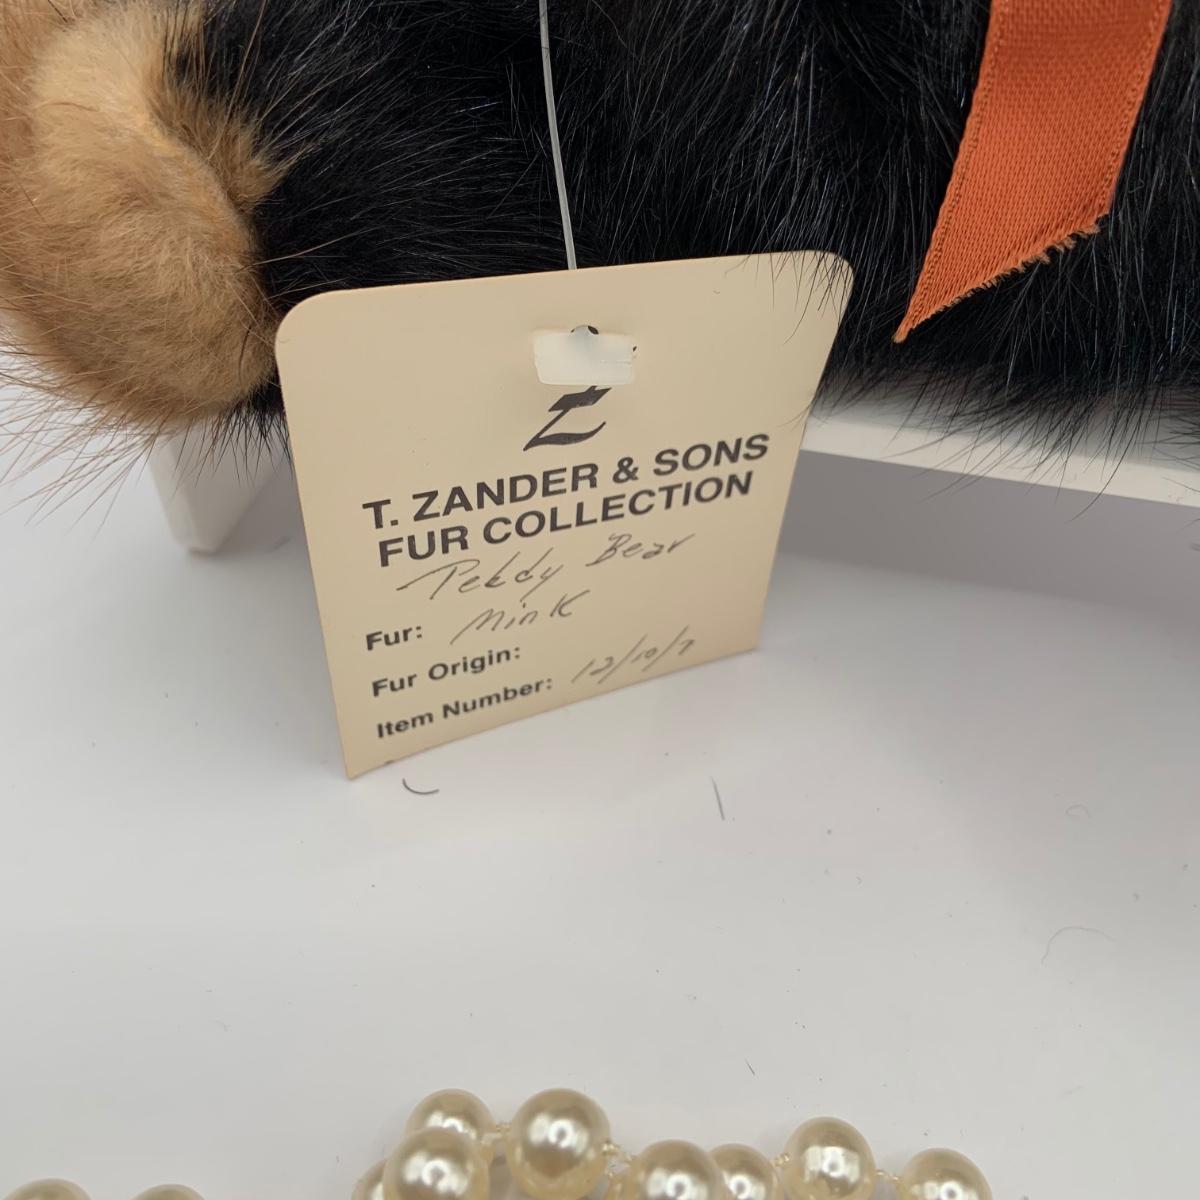 Z
T. ZANDER & SONS
FUR COLLECTION
Teddy Bear
Fur: Mink
Fur Origin:
Item Number: 12/10/7